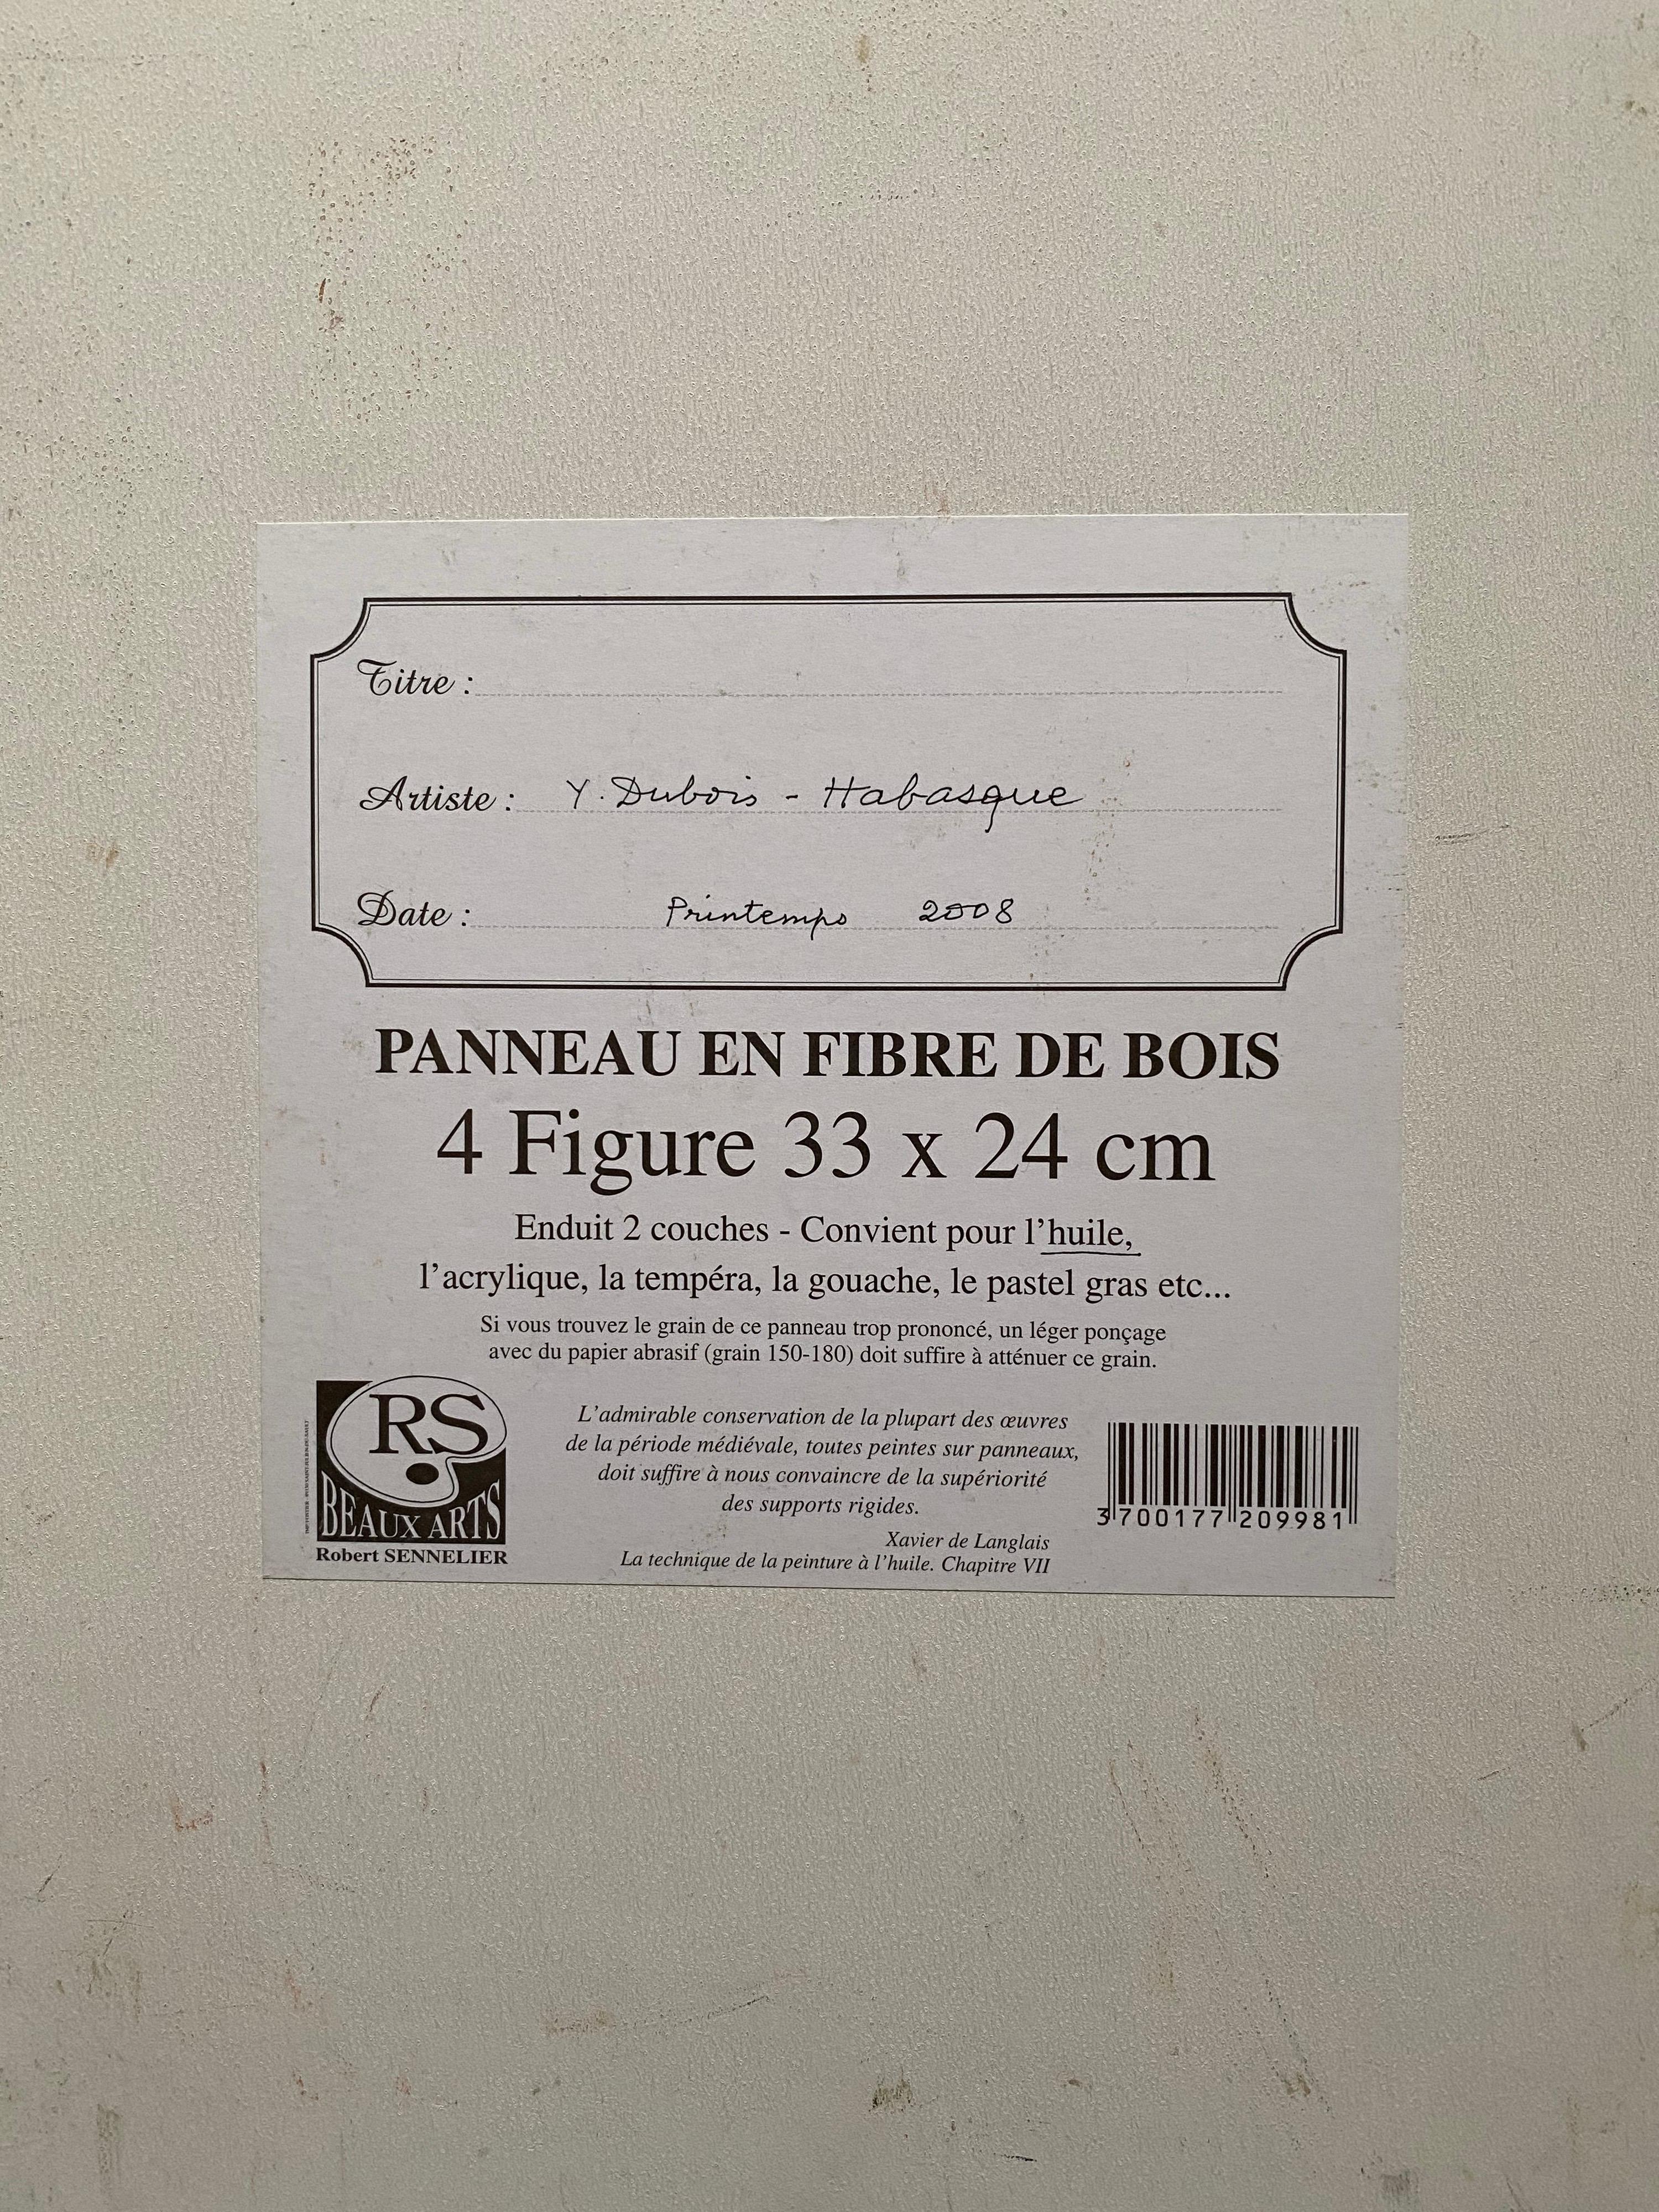 Titre :
Artiste : Y. Dubois - Habasque
Date : Printemps 2008
PANNEAU EN FIBRE DE BOIS
4 Figure 33 x 24 cm
Enduit 2 couches - Convient pour l’huile,
l’acrylique, la tempéra, la gouache, le pastel gras etc...
Si vous trouvez le grain de ce panneau trop prononcé, un léger ponçage
avec du papier abrasif (grain 150-180) doit suffire à atténuer ce grain.
RS
BEAUX ARTS
Robert SENNELIER
L’admirable conservation de la plupart des œuvres
de la période médiévale, toutes peintes sur panneaux,
doit suffire à nous convaincre de la supériorité
des supports rigides.
Xavier de Langlais
La technique de la peinture à l’huile. Chapitre VII
3 700177 209981